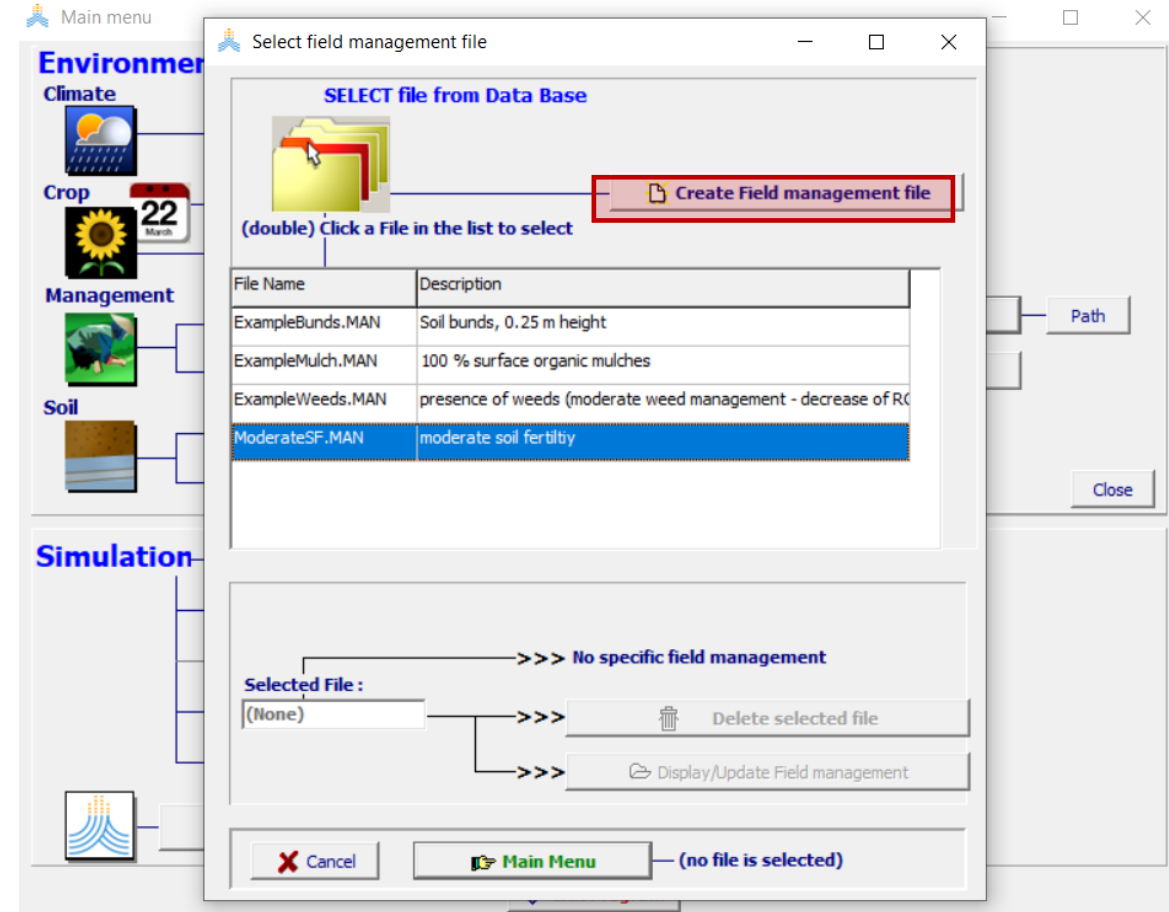 Main menu
Select field management file
Climate
SELECT file from Data Base
Crop
22
March
Create Field management file
(double) Click a File in the list to select
File Name Description
Management
ExampleBunds.MAN Soil bunds, 0.25 m height
Path
ExampleMulch.MAN 100 % surface organic mulches
ExampleWeeds.MAN presence of weeds (moderate weed management - decrease of
Soil
ModerateSF.MAN moderate soil fertiltiy
Close
Simulation
>>> No specific field management
Selected File :
(None)
>>> Delete selected file
>>> Display/Update Field management
Cancel
Main Menu
(no file is selected)